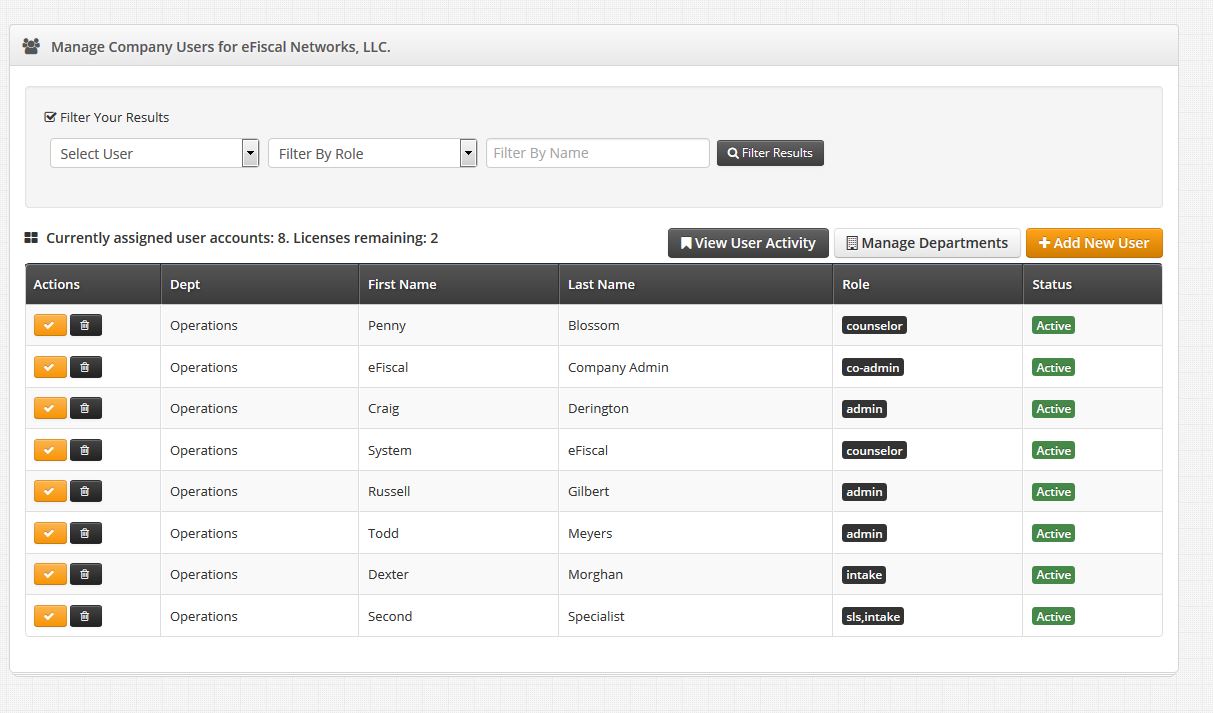 Manage Company Users for eFiscal Networks, LLC.
Filter Your Results
Select User Filter By Role Filter By Name Filter Results
Currently assigned user accounts: 8. Licenses remaining: 2 View User Activity Manage Departments Add New User
Actions Dept First Name Last Name Role Status
Operations Penny Blossom counselor Active
Operations eFiscal Company Admin co-admin Active
Operations Craig Derington admin Active
Operations System eFiscal counselor Active
Operations Russell Gilbert admin Active
Operations Todd Meyers admin Active
Operations Dexter Morghan intake Active
Operations Second Specialist sls,intake Active